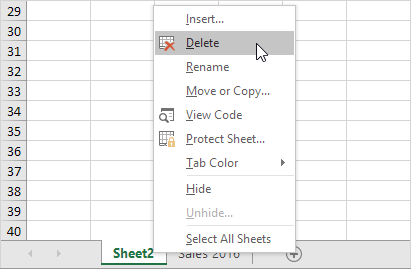 29
Insert...
30
Delete
31
Rename
32
33
Move or Copy...
34
View Code
35
Protect Sheet...
36
Tab Color
37
Hide
38
Unhide...
39
Select All Sheets
40
Sheet2
Sales 2016